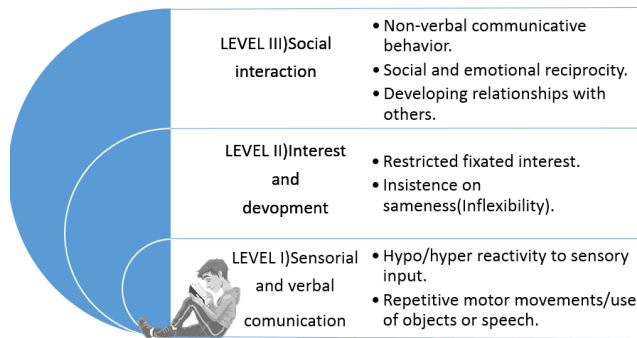 LEVEL III)Social
interaction
• Non-verbal communicative
behavior.
• Social and emotional reciprocity.
• Developing relationships with
others.
LEVEL II)Interest
and
devopment
• Restricted fixated interest.
• Insistence on
sameness(Inflexibility).
LEVEL I)Sensorial
and verbal
comunication
• Hypo/hyper reactivity to sensory
input.
• Repetitive motor movements/use
of objects or speech.